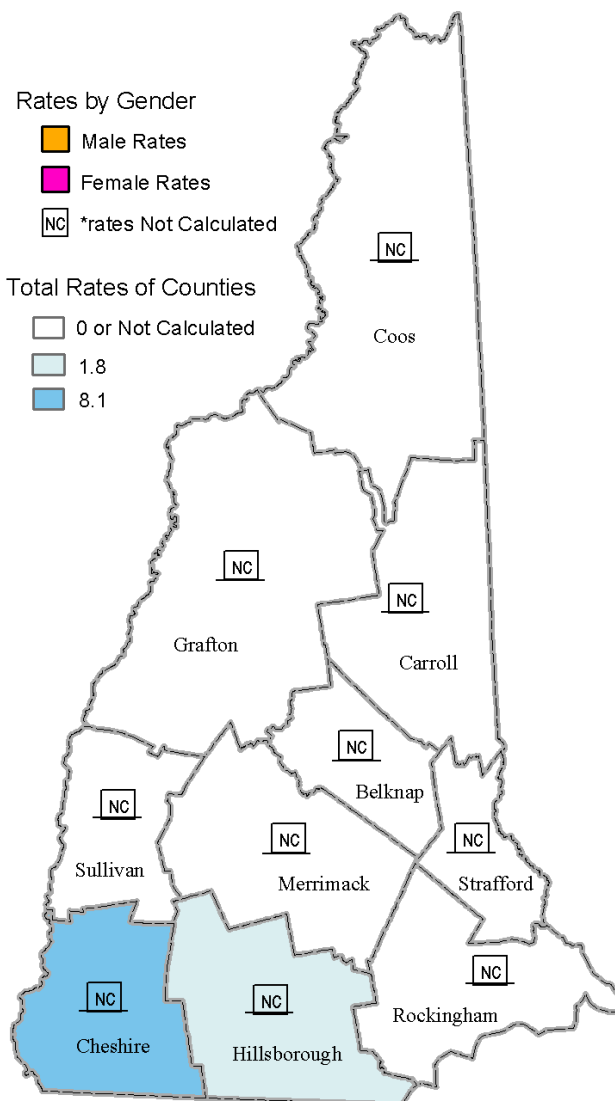 Rates by Gender
Male Rates
Female Rates
NC *rates Not Calculated
Total Rates of Counties
0 or Not Calculated
1.8
8.1
NC
Coos
NC
Grafton
NC
Carroll
NC
Belknap
NC
Sullivan
NC
Merrimack
NC
Strafford
NC
Cheshire
NC
Hillsborough
NC
Rockingham